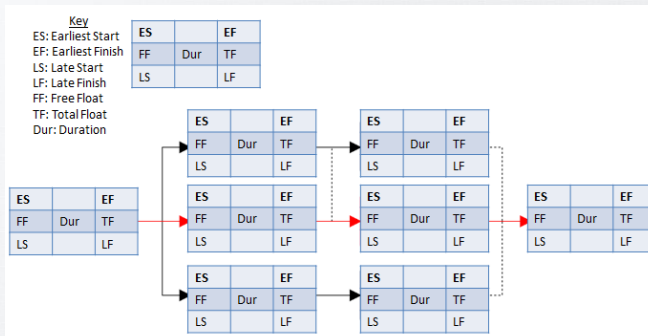 Key
ES: Earliest Start
EF: Earliest Finish
LS: Late Start
LF: Late Finish
FF: Free Float
TF: Total Float
Dur: Duration
ES EF
FF Dur TF
LS LF
ES EF ES EF
FF Dur TF FF Dur TF
LS LF LS LF
ES EF ES EF ES EF ES EF
FF Dur TF FF Dur TF FF Dur TF FF Dur TF
LS LF LS LF LS LF LS LF
ES EF ES EF
FF Dur TF FF Dur TF
LS LF LS LF